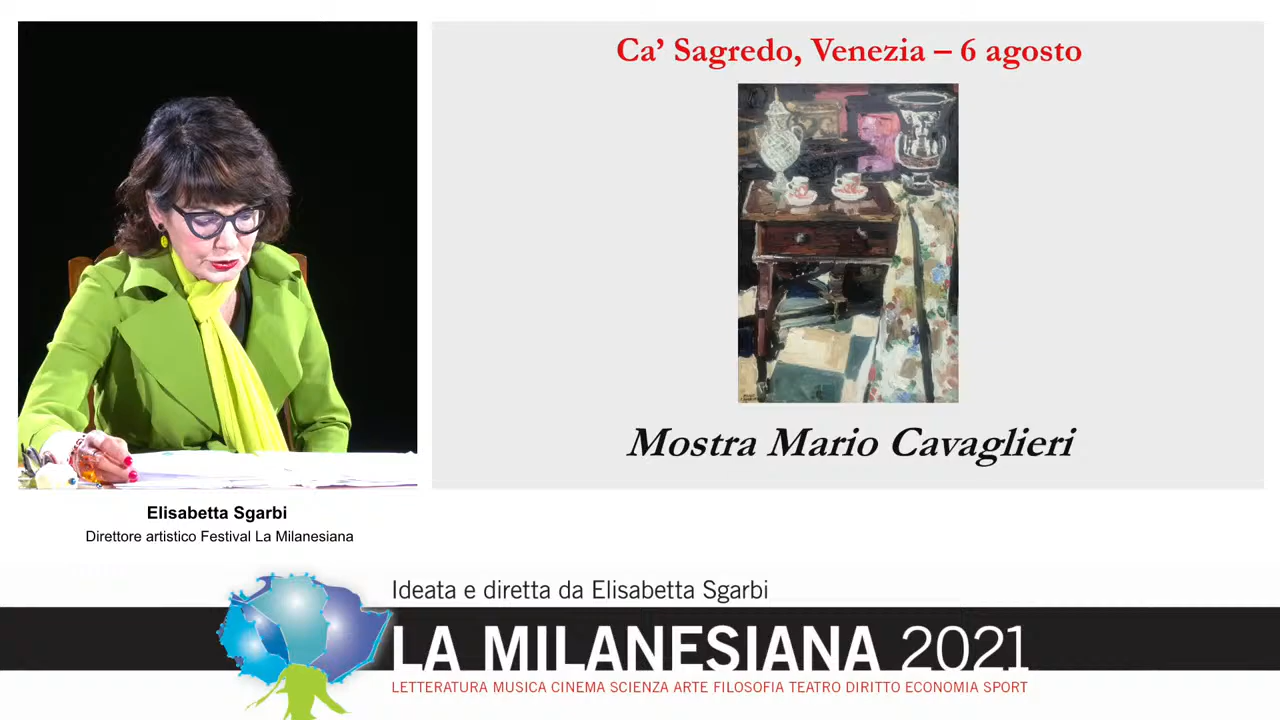 Ca' Sagredo, Venezia – 6 agosto
Mostra Mario Cavaglieri
Elisabetta Sgarbi
Direttore artistico Festival La Milanesiana
Ideata e diretta da Elisabetta Sgarbi
LA MILANESIANA 2021
LETTERATURA MUSICA CINEMA SCIENZA ARTE FILOSOFIA TEATRO DIRITTO ECONOMIA SPORT